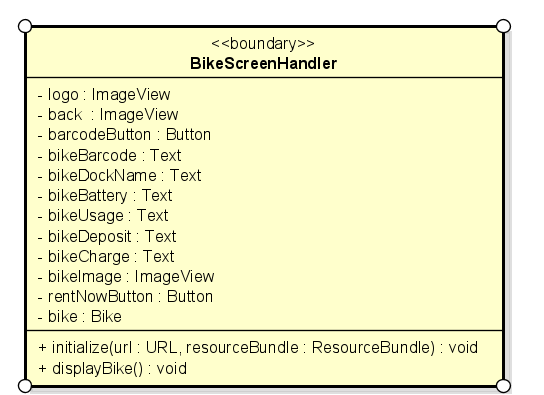 <<boundary>>
BikeScreenHandler
- logo : ImageView
- back : ImageView
- barcodeButton : Button
- bikeBarcode : Text
- bikeDockName : Text
- bikeBattery : Text
- bikeUsage : Text
- bikeDeposit : Text
- bikeCharge : Text
- bikeImage : ImageView
- rentNowButton : Button
- bike : Bike
+ initialize(url : URL, resourceBundle : ResourceBundle) : void
+ displayBike() : void